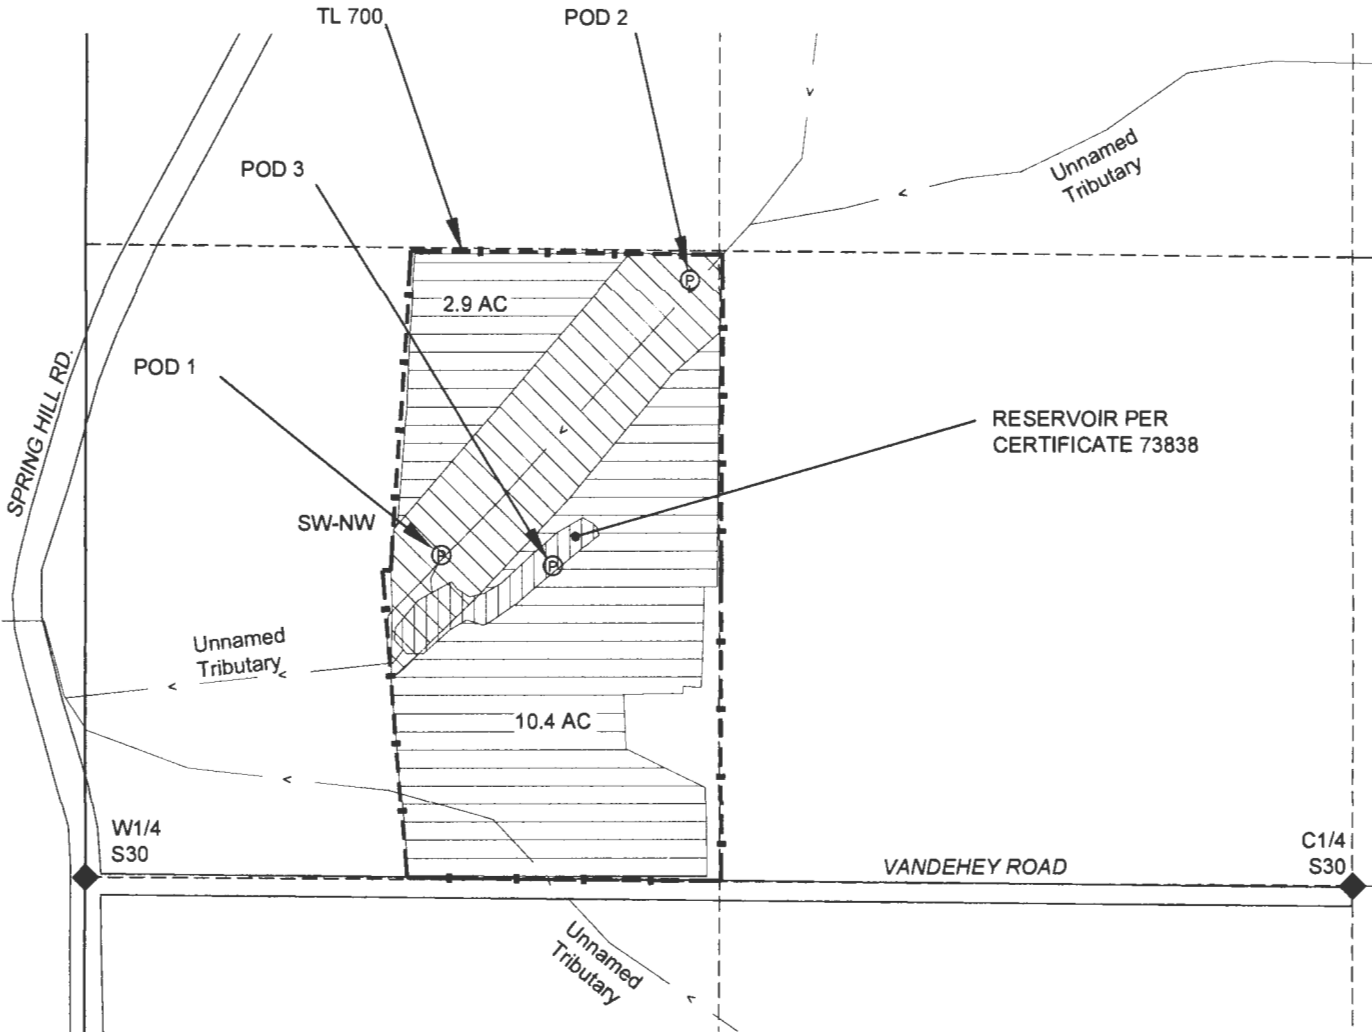 TL 700
POD 2
POD 3
Unnamed
Tributary
2.9 AC
POD 1
SPRING HILL RD.
RESERVOIR PER
CERTIFICATE 73838
P
SW-NW
P
P
Unnamed
Tributary
10.4 AC
W1/4
S30
VANDEHEY ROAD
C1/4
S30
Unnamed
Tributary